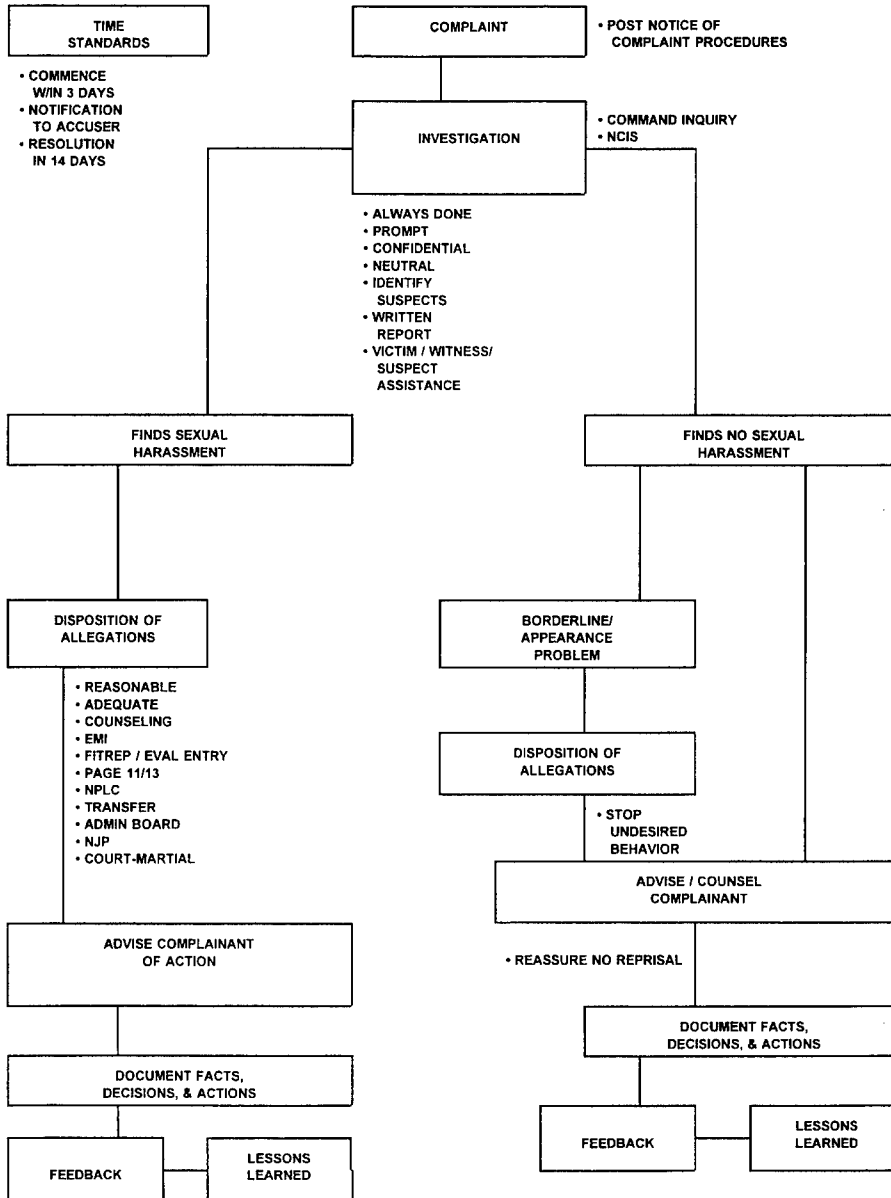 TIME
STANDARDS
• COMMENCE
W/IN 3 DAYS
• NOTIFICATION
TO ACCUSER
• RESOLUTION
IN 14 DAYS
COMPLAINT
• POST NOTICE OF
COMPLAINT PROCEDURES
INVESTIGATION
• COMMAND INQUIRY
• NCIS
• ALWAYS DONE
• PROMPT
• CONFIDENTIAL
• NEUTRAL
• IDENTIFY
SUSPECTS
• WRITTEN
REPORT
• VICTIM / WITNESS/
SUSPECT
ASSISTANCE
FINDS SEXUAL
HARASSMENT
DISPOSITION OF
ALLEGATIONS
• REASONABLE
• ADEQUATE
• COUNSELING
• EMI
• FITREP / EVAL ENTRY
• PAGE 11/13
• NPLC
• TRANSFER
• ADMIN BOARD
• NJP
• COURT-MARTIAL
ADVISE COMPLAINANT
OF ACTION
DOCUMENT FACTS,
DECISIONS, & ACTIONS
FEEDBACK
LESSONS
LEARNED
FINDS NO SEXUAL
HARASSMENT
BORDERLINE/
APPEARANCE
PROBLEM
DISPOSITION OF
ALLEGATIONS
• STOP
UNDESIRED
BEHAVIOR
ADVISE / COUNSEL
COMPLAINANT
• REASSURE NO REPRISAL
DOCUMENT FACTS,
DECISIONS, & ACTIONS
FEEDBACK
LESSONS
LEARNED